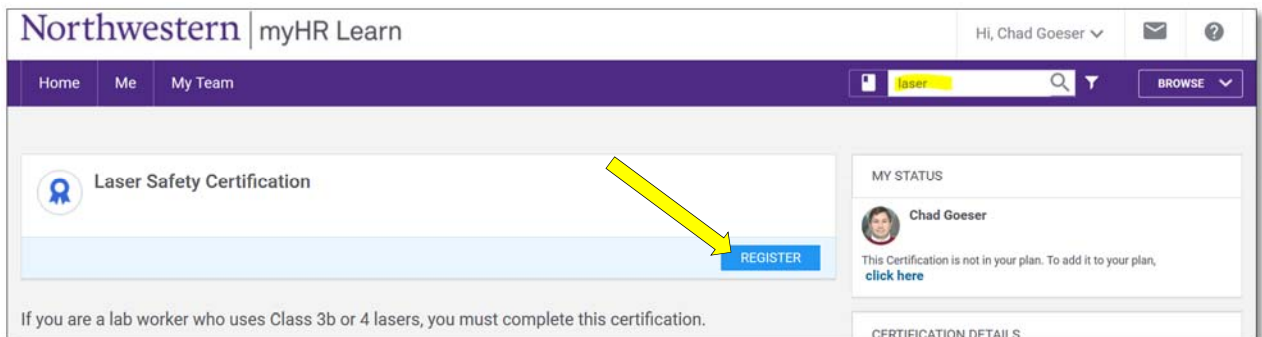 Northwestern | myHR Learn
Hi, Chad Goeser
Home Me My Team
laser
BROWSE
Laser Safety Certification
REGISTER
MY STATUS
Chad Goeser
This Certification is not in your plan. To add it to your plan,
click here
If you are a lab worker who uses Class 3b or 4 lasers, you must complete this certification.
CERTIFICATION DETAILS